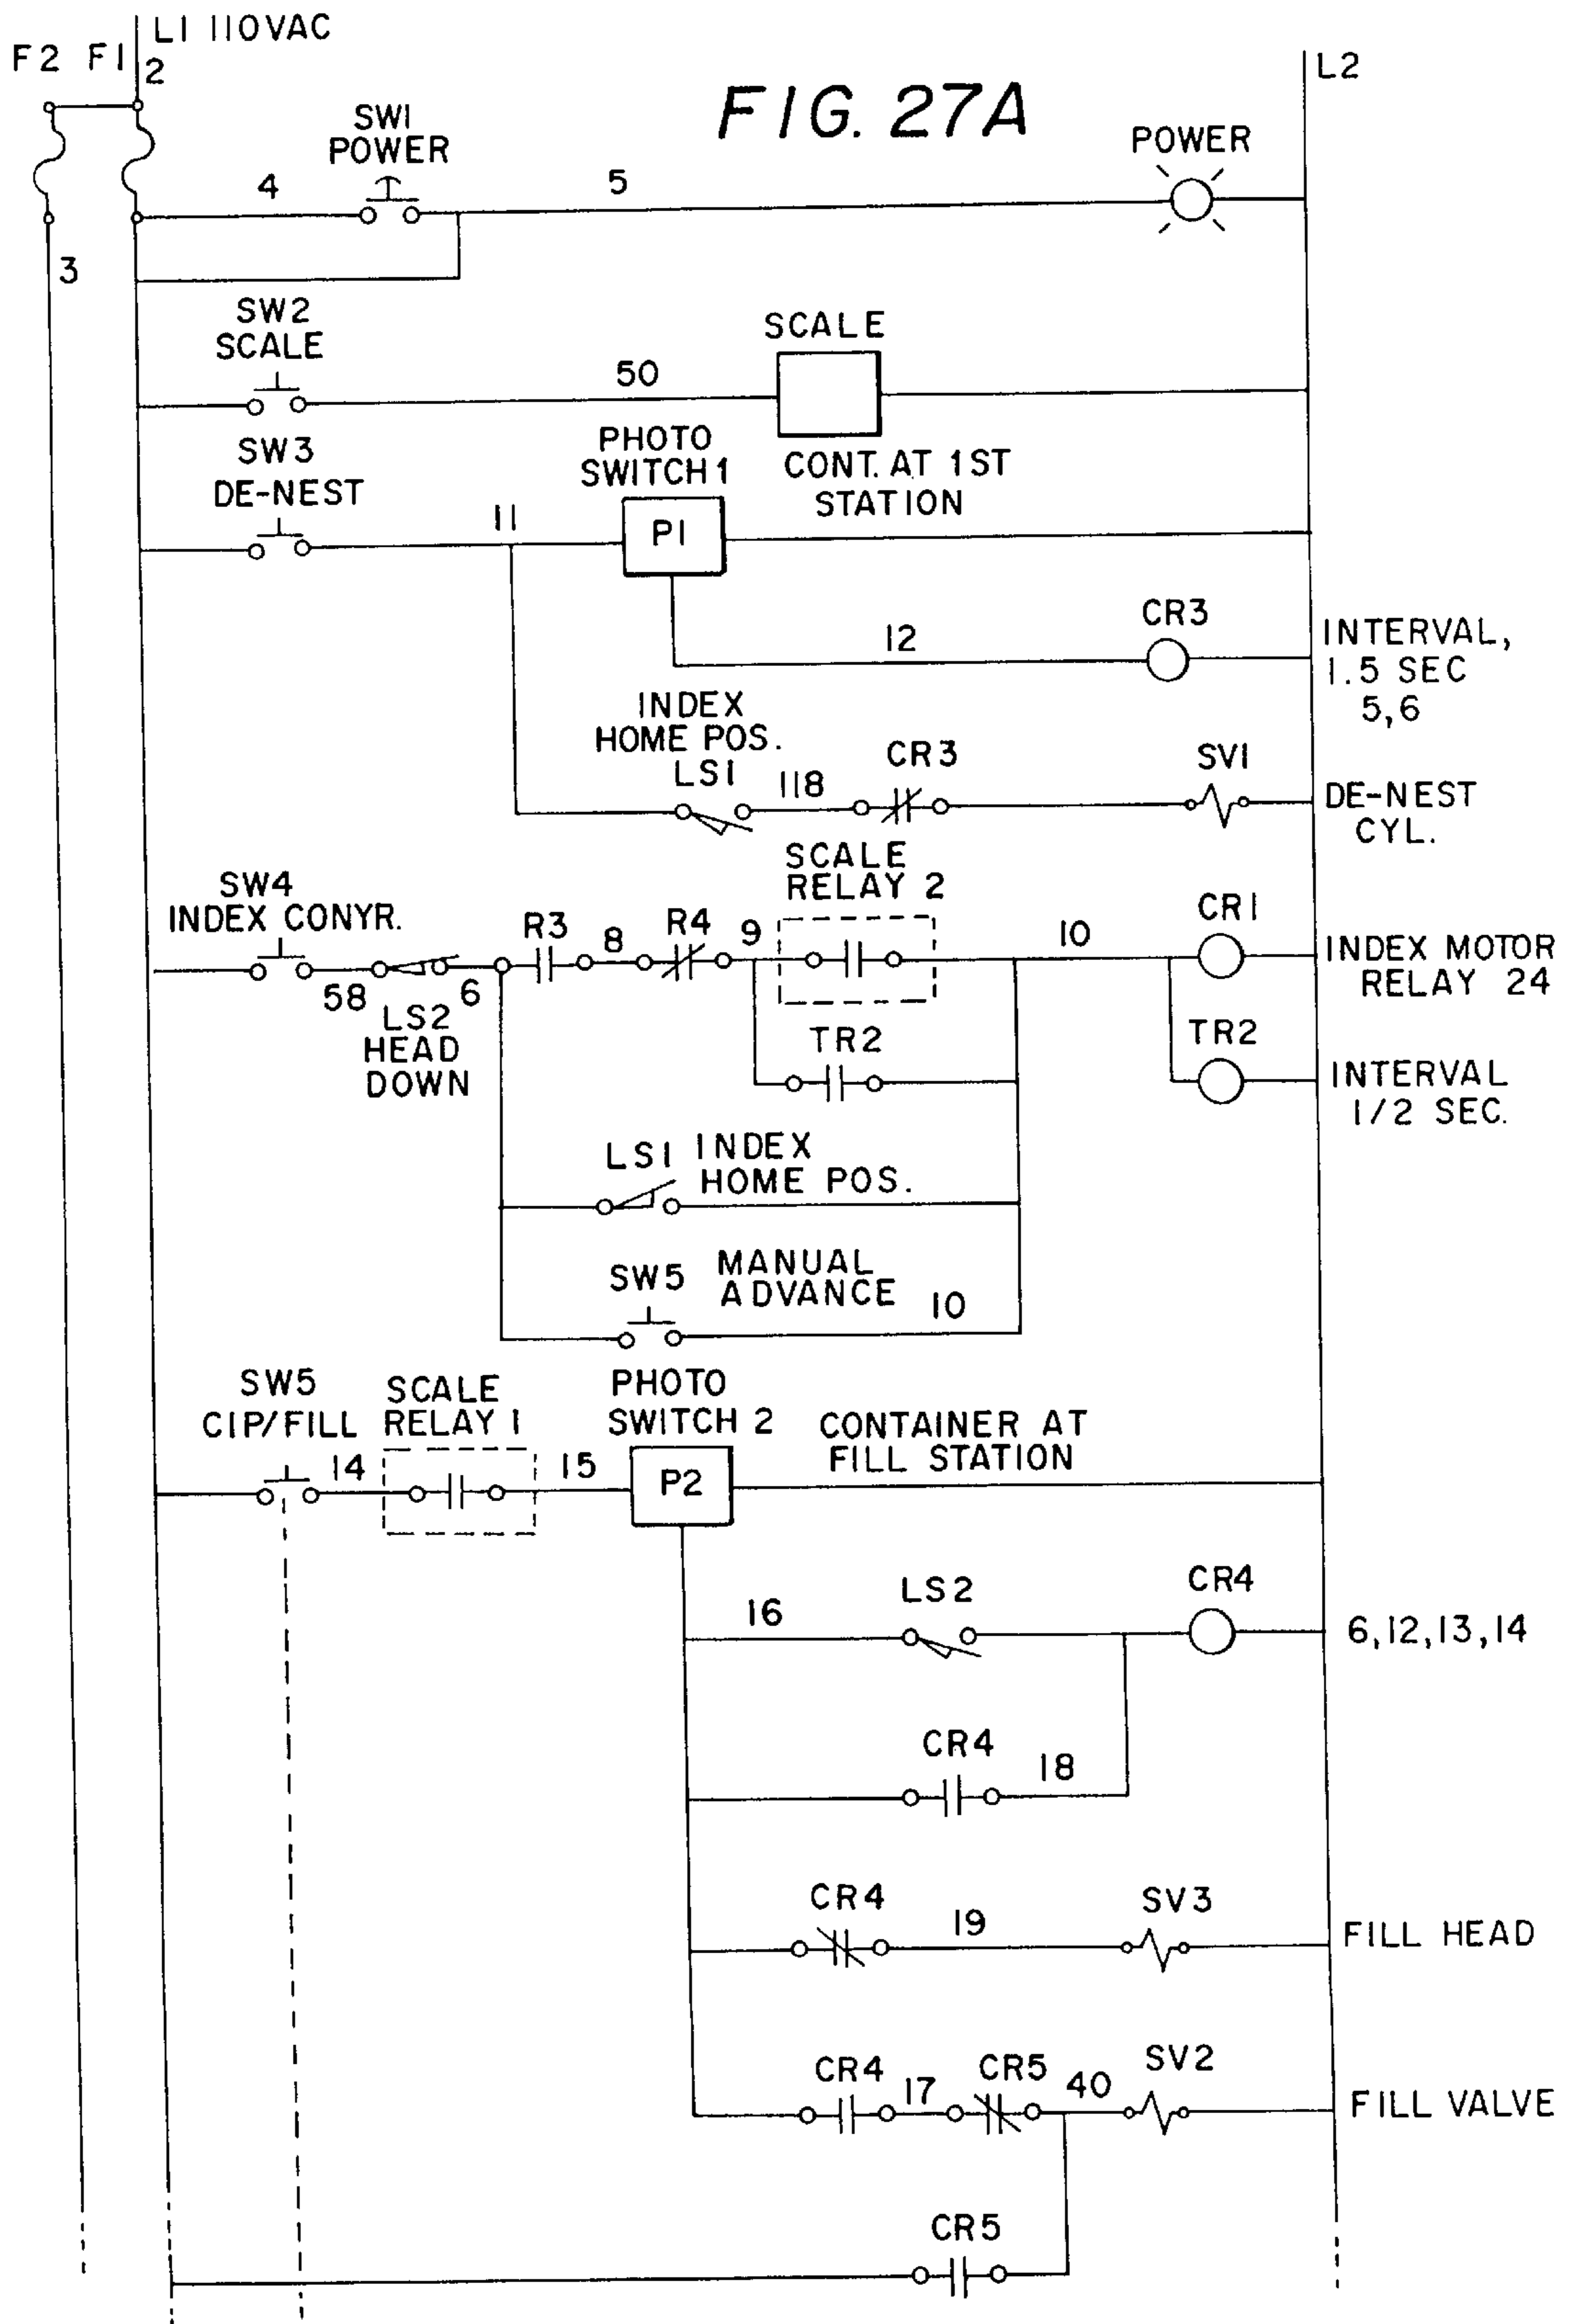 L1 110VAC
F2 F1 2
L2
FIG. 27A
SW1
POWER
POWER
4
5
3
SW2
SCALE
SCALE
50
SW3
DE-NEST
PHOTO
SWITCH 1
CONT. AT 1ST
STATION
11
P1
12
CR3
INTERVAL,
1.5 SEC
5,6
INDEX
HOME POS.
LS1
118
CR3
SV1
DE-NEST
CYL.
SCALE
RELAY 2
SW4
INDEX CONYR.
58
LS2
HEAD
DOWN
6
R3
8
R4
9
10
CR1
INDEX MOTOR
RELAY 24
TR2
TR2
INTERVAL
1/2 SEC.
LS1 INDEX
HOME POS.
SW5 MANUAL
ADVANCE
10
SW5
CIP/FILL
SCALE
RELAY 1
PHOTO
SWITCH 2
CONTAINER AT
FILL STATION
14
15
P2
16
LS2
CR4
6,12,13,14
CR4
18
CR4
19
SV3
FILL HEAD
CR4
17
CR5
40
SV2
FILL VALVE
CR5